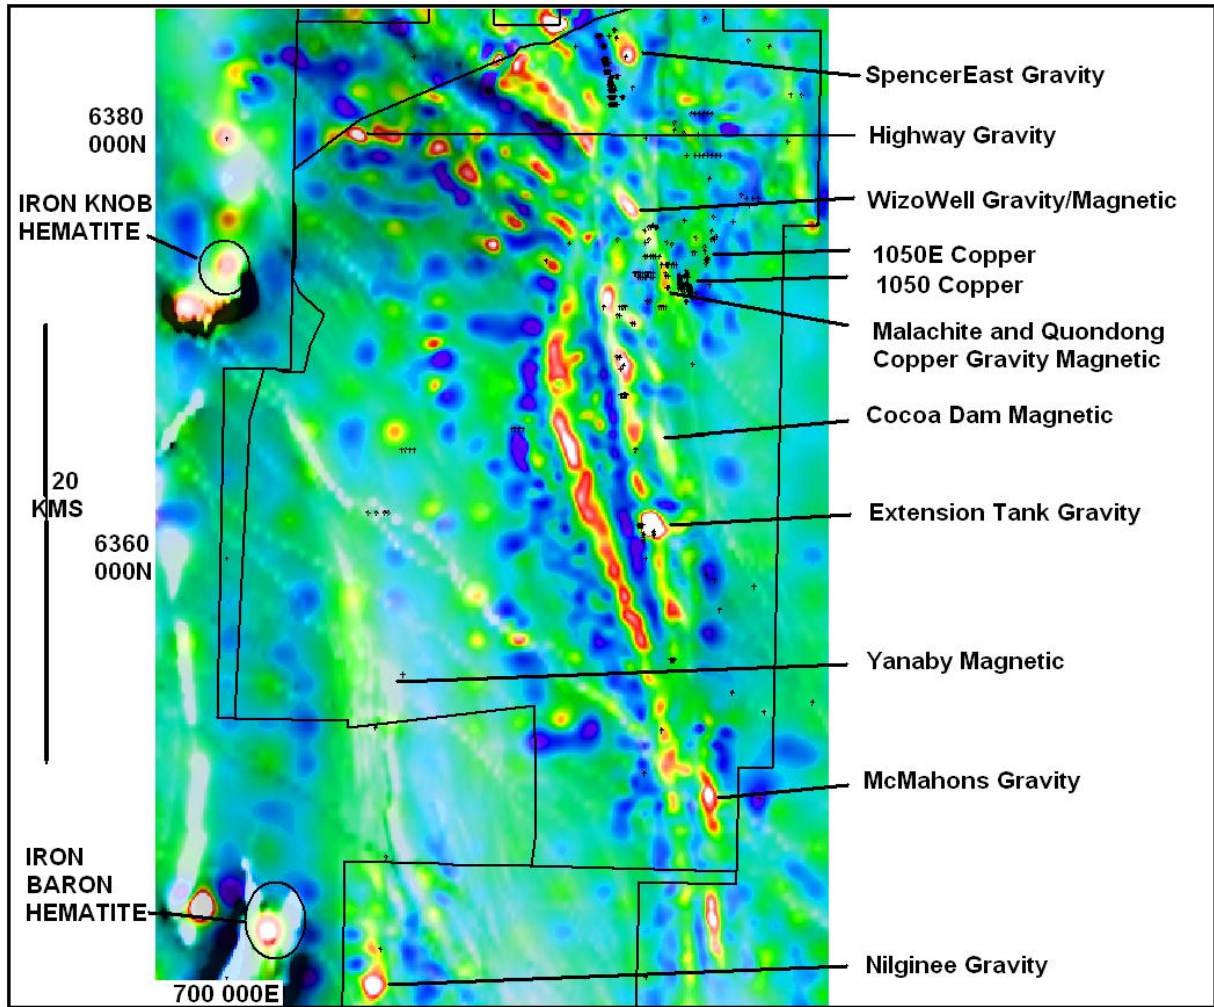 SpencerEast Gravity
6380
000N
Highway Gravity
IRON KNOB
HEMATITE
WizoWell Gravity/Magnetic
1050E Copper
1050 Copper
Malachite and Quondong
Copper Gravity Magnetic
Cocoa Dam Magnetic
20
KMS
Extension Tank Gravity
6360
000N
Yanaby Magnetic
McMahons Gravity
IRON
BARON
HEMATITE
Nilginee Gravity
700 000E